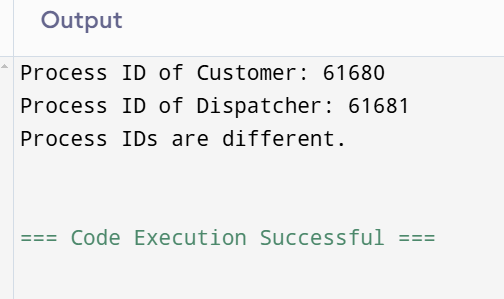 Output
Process ID of Customer: 61680
Process ID of Dispatcher: 61681
Process IDs are different.
=== Code Execution Successful ===